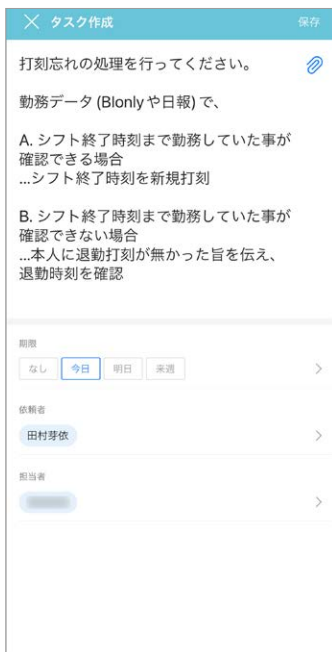 タスク作成
保存
打刻忘れの処理を行ってください。
勤務データ(Blonlyや日報)で、
A. シフト終了時刻まで勤務していた事が
確認できる場合
...シフト終了時刻を新規打刻
B. シフト終了時刻まで勤務していた事が
確認できない場合
...本人に退勤打刻が無かった旨を伝え、
退勤時刻を確認
期限
なし 今日 明日 来週
依頼者
田村芽依
担当者